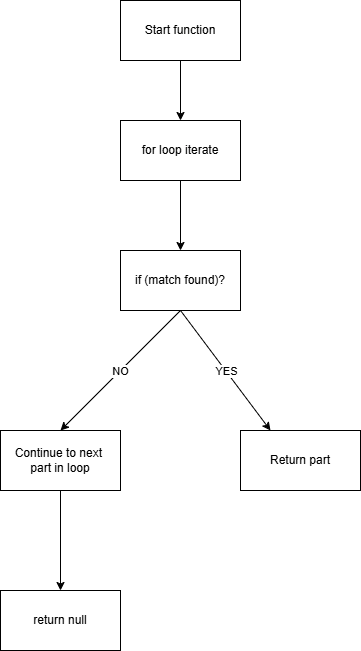 Start function
for loop iterate
if (match found)?
NO
YES
Continue to next
part in loop
Return part
return null